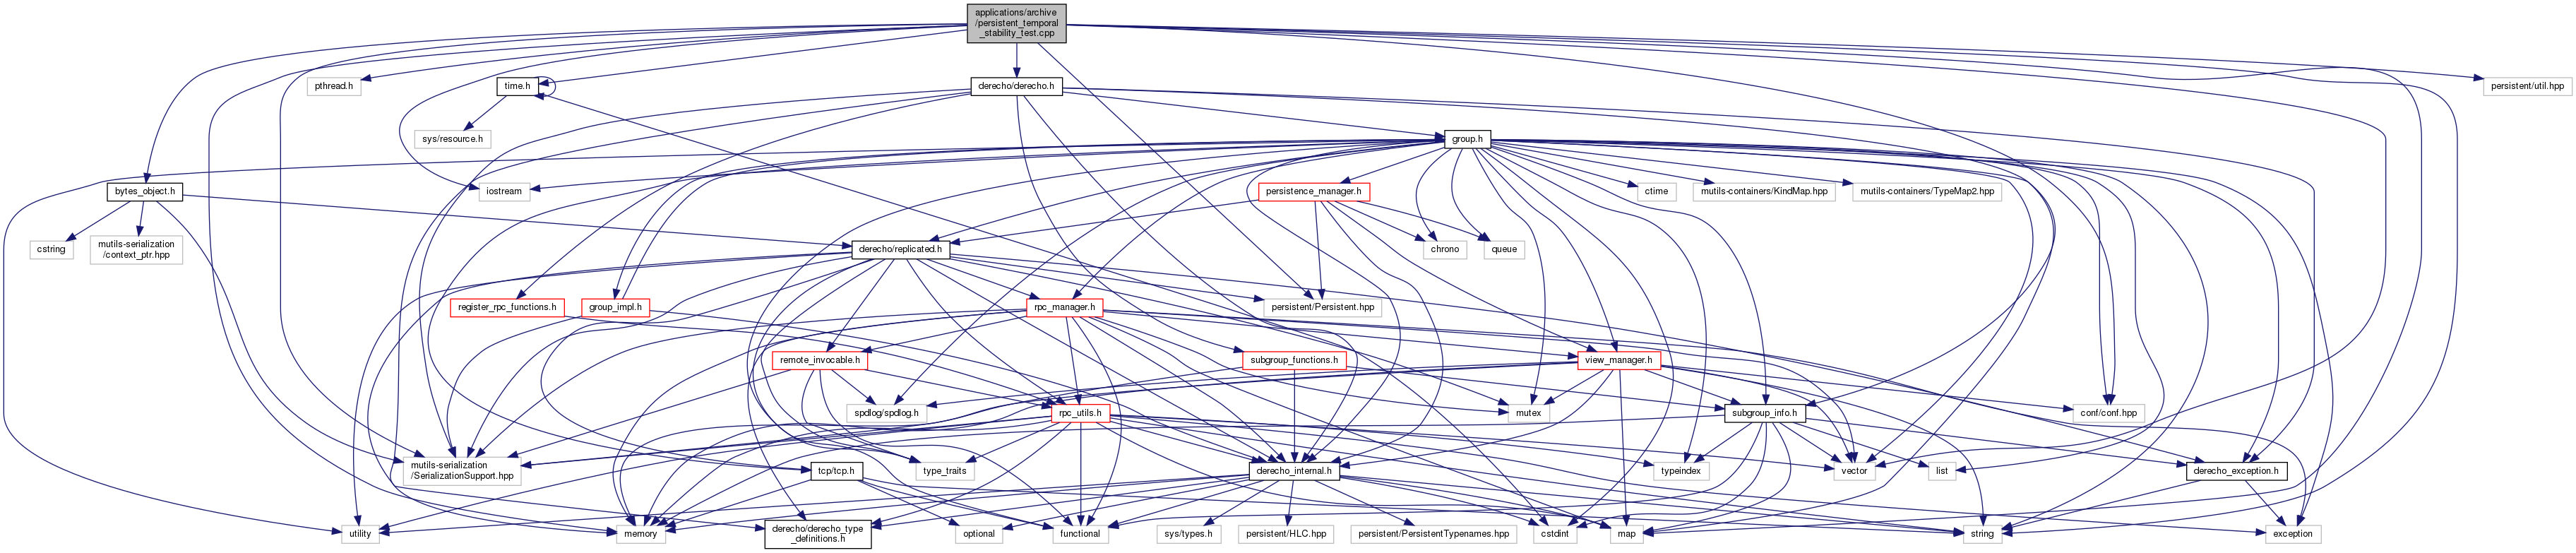 applications/archive
/persistent_temporal
_stability_test.cpp
pthread.h
time.h
derecho/derecho.h
persistent/util.hpp
sys/resource.h
group.h
bytes_object.h
iostream
persistence_manager.h
ctime
mutils-containers/KindMap.hpp
mutils-containers/TypeMap2.hpp
cstring
mutils-serialization
/context_ptr.hpp
derecho/replicated.h
chrono
queue
register_rpc_functions.h
group_impl.h
rpc_manager.h
persistent/Persistent.hpp
remote_invocable.h
subgroup_functions.h
view_manager.h
spdlog/spdlog.h
rpc_utils.h
mutex
subgroup_info.h
conf/conf.hpp
mutils-serialization
/SerializationSupport.hpp
tcp/tcp.h
type_traits
derecho_internal.h
typeindex
vector
list
derecho_exception.h
utility
memory
derecho/derecho_type
_definitions.h
optional
functional
sys/types.h
persistent/HLC.hpp
persistent/PersistentTypenames.hpp
cstdint
map
string
exception